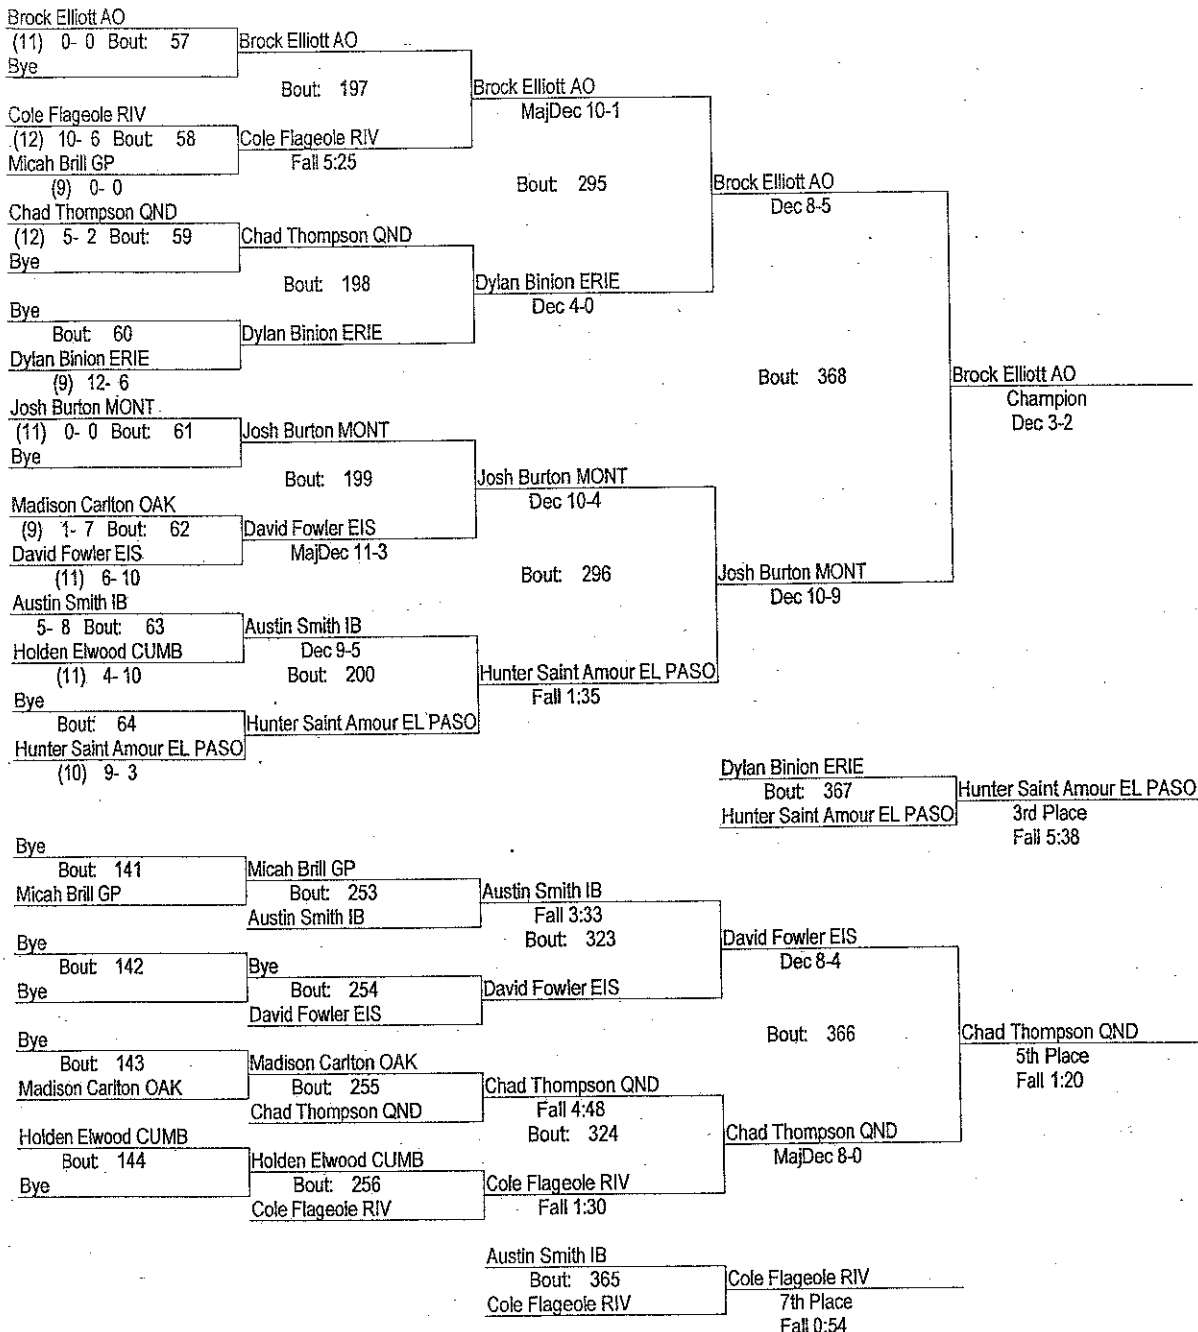 Brock Elliott AO
(11) 0- 0 Bout: 57
Bye
Brock Elliott AO
Bout: 197
Brock Elliott AO
MajDec 10-1
Cole Flageole RIV
(12) 10- 6 Bout: 58
Micah Brill GP
(9) 0- 0
Cole Flageole RIV
Fall 5:25
Bout: 295
Brock Elliott AO
Dec 8-5
Chad Thompson QND
(12) 5- 2 Bout: 59
Bye
Chad Thompson QND
Bout: 198
Dylan Binion ERIE
Dec 4-0
Bye
Bout: 60
Dylan Binion ERIE
(9) 12- 6
Dylan Binion ERIE
Bout: 368
Brock Elliott AO
Champion
Dec 3-2
Josh Burton MONT
(11) 0- 0 Bout: 61
Bye
Josh Burton MONT
Bout: 199
Josh Burton MONT
Dec 10-4
Madison Carlton OAK
(9) 1- 7 Bout: 62
David Fowler EIS
(11) 6- 10
David Fowler EIS
MajDec 11-3
Bout: 296
Josh Burton MONT
Dec 10-9
Austin Smith IB
5- 8 Bout: 63
Holden Elwood CUMB
(11) 4- 10
Austin Smith IB
Dec 9-5
Bout: 200
Hunter Saint Amour EL PASO
Fall 1:35
Bye
Bout: 64
Hunter Saint Amour EL PASO
(10) 9- 3
Hunter Saint Amour EL PASO
Dylan Binion ERIE
Bout: 367
Hunter Saint Amour EL PASO
Hunter Saint Amour EL PASO
3rd Place
Fall 5:38
Bye
Bout: 141
Micah Brill GP
Micah Brill GP
Bout: 253
Austin Smith IB
Austin Smith IB
Fall 3:33
Bout: 323
David Fowler EIS
Dec 8-4
Bye
Bout: 142
Bye
Bye
Bout: 254
David Fowler EIS
David Fowler EIS
Bout: 366
Chad Thompson QND
5th Place
Fall 1:20
Bye
Bout: 143
Madison Carlton OAK
Madison Carlton OAK
Bout: 255
Chad Thompson QND
Chad Thompson QND
Fall 4:48
Bout: 324
Chad Thompson QND
MajDec 8-0
Holden Elwood CUMB
Bout: 144
Bye
Holden Elwood CUMB
Bout: 256
Cole Flageole RIV
Cole Flageole RIV
Fall 1:30
Austin Smith IB
Bout: 365
Cole Flageole RIV
Cole Flageole RIV
7th Place
Fall 0:54